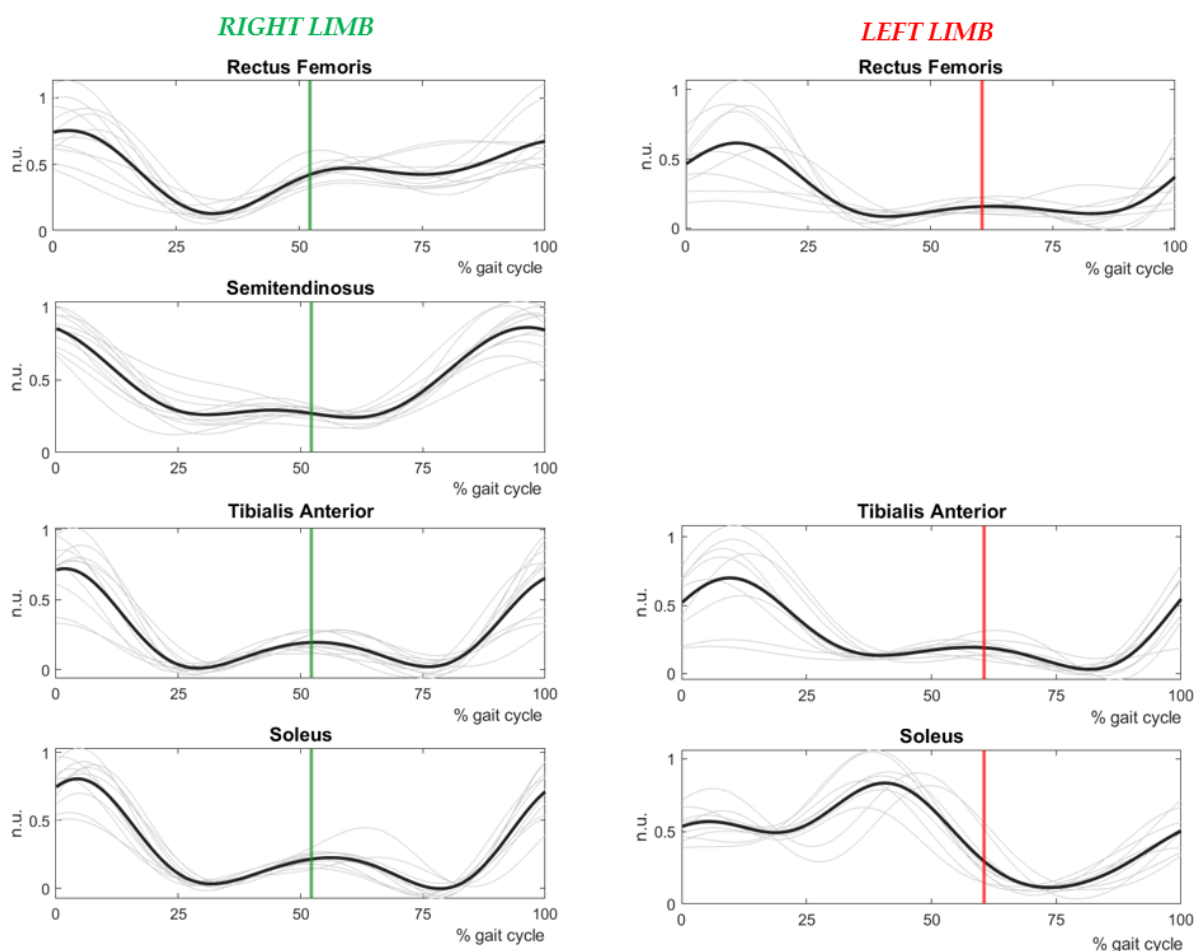 RIGHT LIMB
LEFT LIMB
Rectus Femoris
n.u.
1
0.5
0
0
25
50
75
100
% gait cycle
Rectus Femoris
n.u.
1
0.5
0
0
25
50
75
100
% gait cycle
Semitendinosus
n.u.
1
0.5
0
0
25
50
75
100
% gait cycle
Tibialis Anterior
n.u.
1
0.5
0
0
25
50
75
100
% gait cycle
Tibialis Anterior
n.u.
1
0.5
0
0
25
50
75
100
% gait cycle
Soleus
n.u.
1
0.5
0
0
25
50
75
100
% gait cycle
Soleus
n.u.
1
0.5
0
0
25
50
75
100
% gait cycle